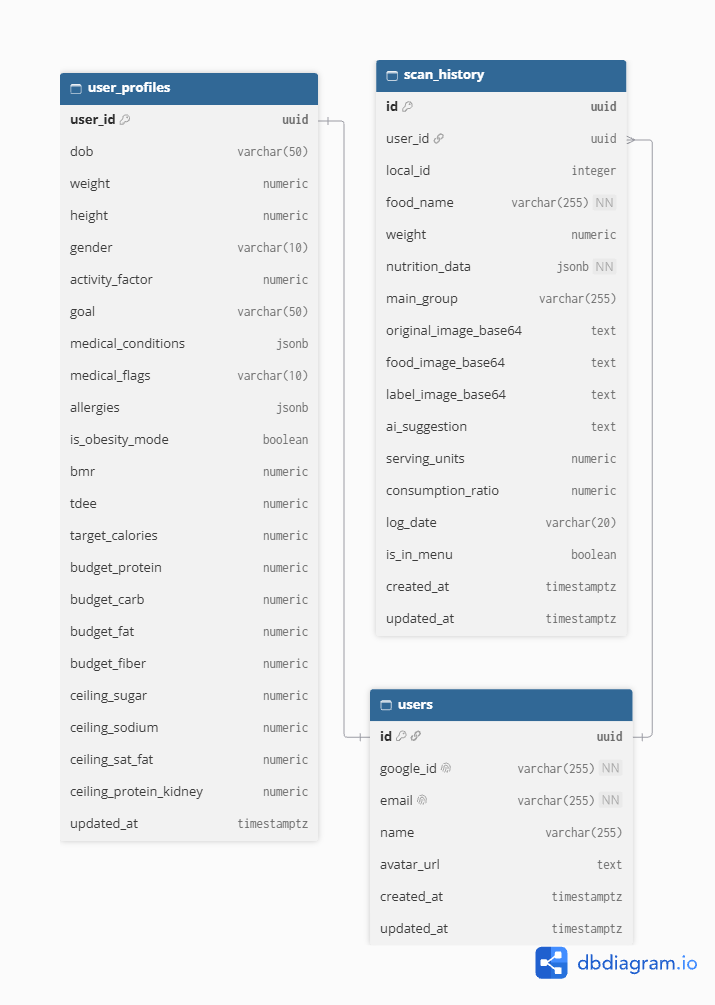 user_profiles
user_id uuid
dob varchar(50)
weight numeric
height numeric
gender varchar(10)
activity_factor numeric
goal varchar(50)
medical_conditions jsonb
medical_flags varchar(10)
allergies jsonb
is_obesity_mode boolean
bmr numeric
tdee numeric
target_calories numeric
budget_protein numeric
budget_carb numeric
budget_fat numeric
budget_fiber numeric
ceiling_sugar numeric
ceiling_sodium numeric
ceiling_sat_fat numeric
ceiling_protein_kidney numeric
updated_at timestamptz
scan_history
id uuid
user_id uuid
local_id integer
food_name varchar(255) NN
weight numeric
nutrition_data jsonb NN
main_group varchar(255)
original_image_base64 text
food_image_base64 text
label_image_base64 text
ai_suggestion text
serving_units numeric
consumption_ratio numeric
log_date varchar(20)
is_in_menu boolean
created_at timestamptz
updated_at timestamptz
users
id uuid
google_id varchar(255) NN
email varchar(255) NN
name varchar(255)
avatar_url text
created_at timestamptz
updated_at timestamptz
dbdiagram.io